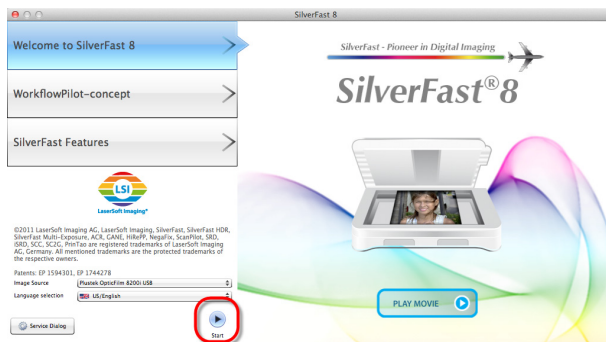 SilverFast 8
Welcome to SilverFast 8
WorkflowPilot-concept
SilverFast Features
LSI
LaserSoft Imaging®
©2011 LaserSoft Imaging AG, LaserSoft Imaging, SilverFast, SilverFast HDR,
SilverFast Multi-Exposure, ACR, GANE, HiRePP, NegaFix, ScanPilot, SRD,
iSRD, SCC, SC2G, PrinTao are registered trademarks of LaserSoft Imaging
AG, Germany. All mentioned trademarks are the protected trademarks of
the respective owners.
Patents: EP 1594301, EP 1744278
Image Source Plustek OpticFilm 8200i USB
Language selection US/English
Service Dialog
Start
SilverFast - Pioneer in Digital Imaging
SilverFast®8
PLAY MOVIE